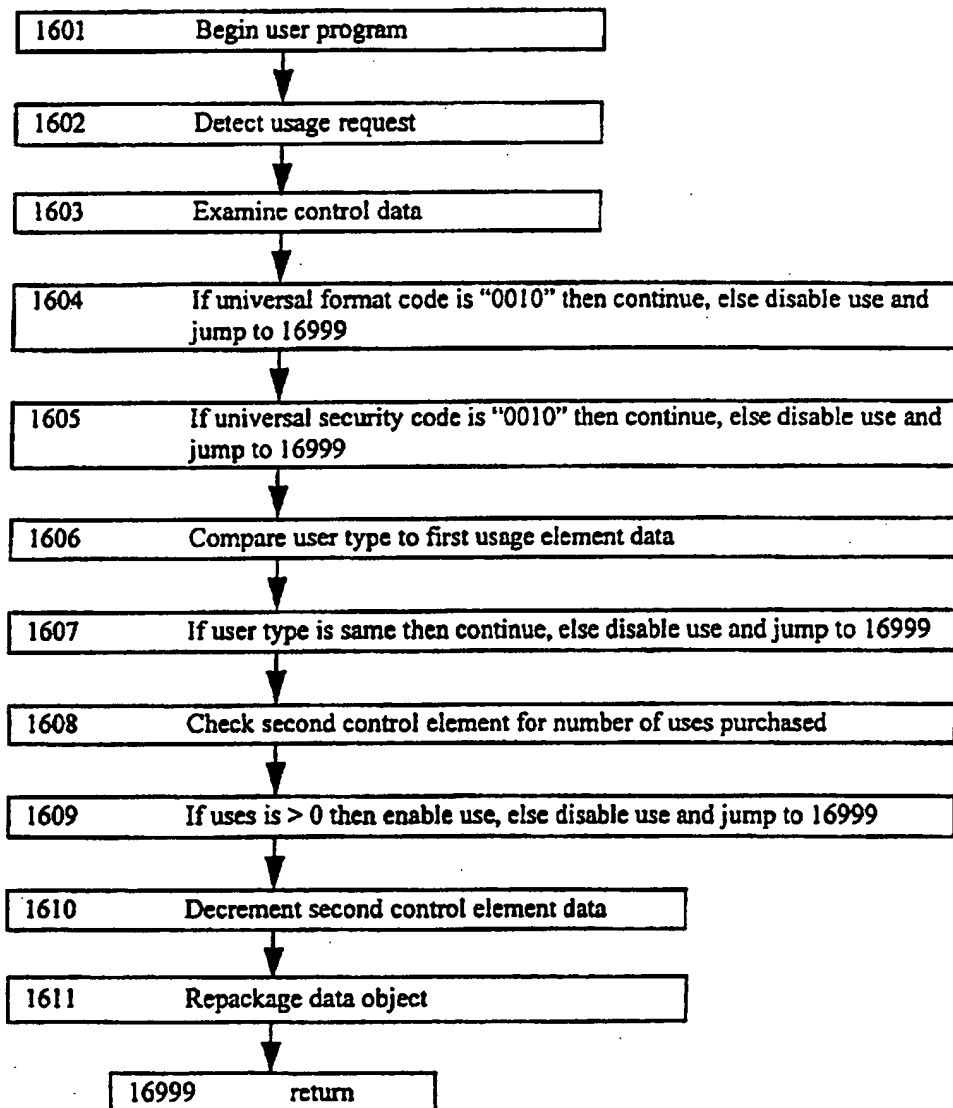 1601 Begin user program
1602 Detect usage request
1603 Examine control data
1604 If universal format code is “0010” then continue, else disable use and
jump to 16999
1605 If universal security code is “0010” then continue, else disable use and
jump to 16999
1606 Compare user type to first usage element data
1607 If user type is same then continue, else disable use and jump to 16999
1608 Check second control element for number of uses purchased
1609 If uses is > 0 then enable use, else disable use and jump to 16999
1610 Decrement second control element data
1611 Repackage data object
16999 return